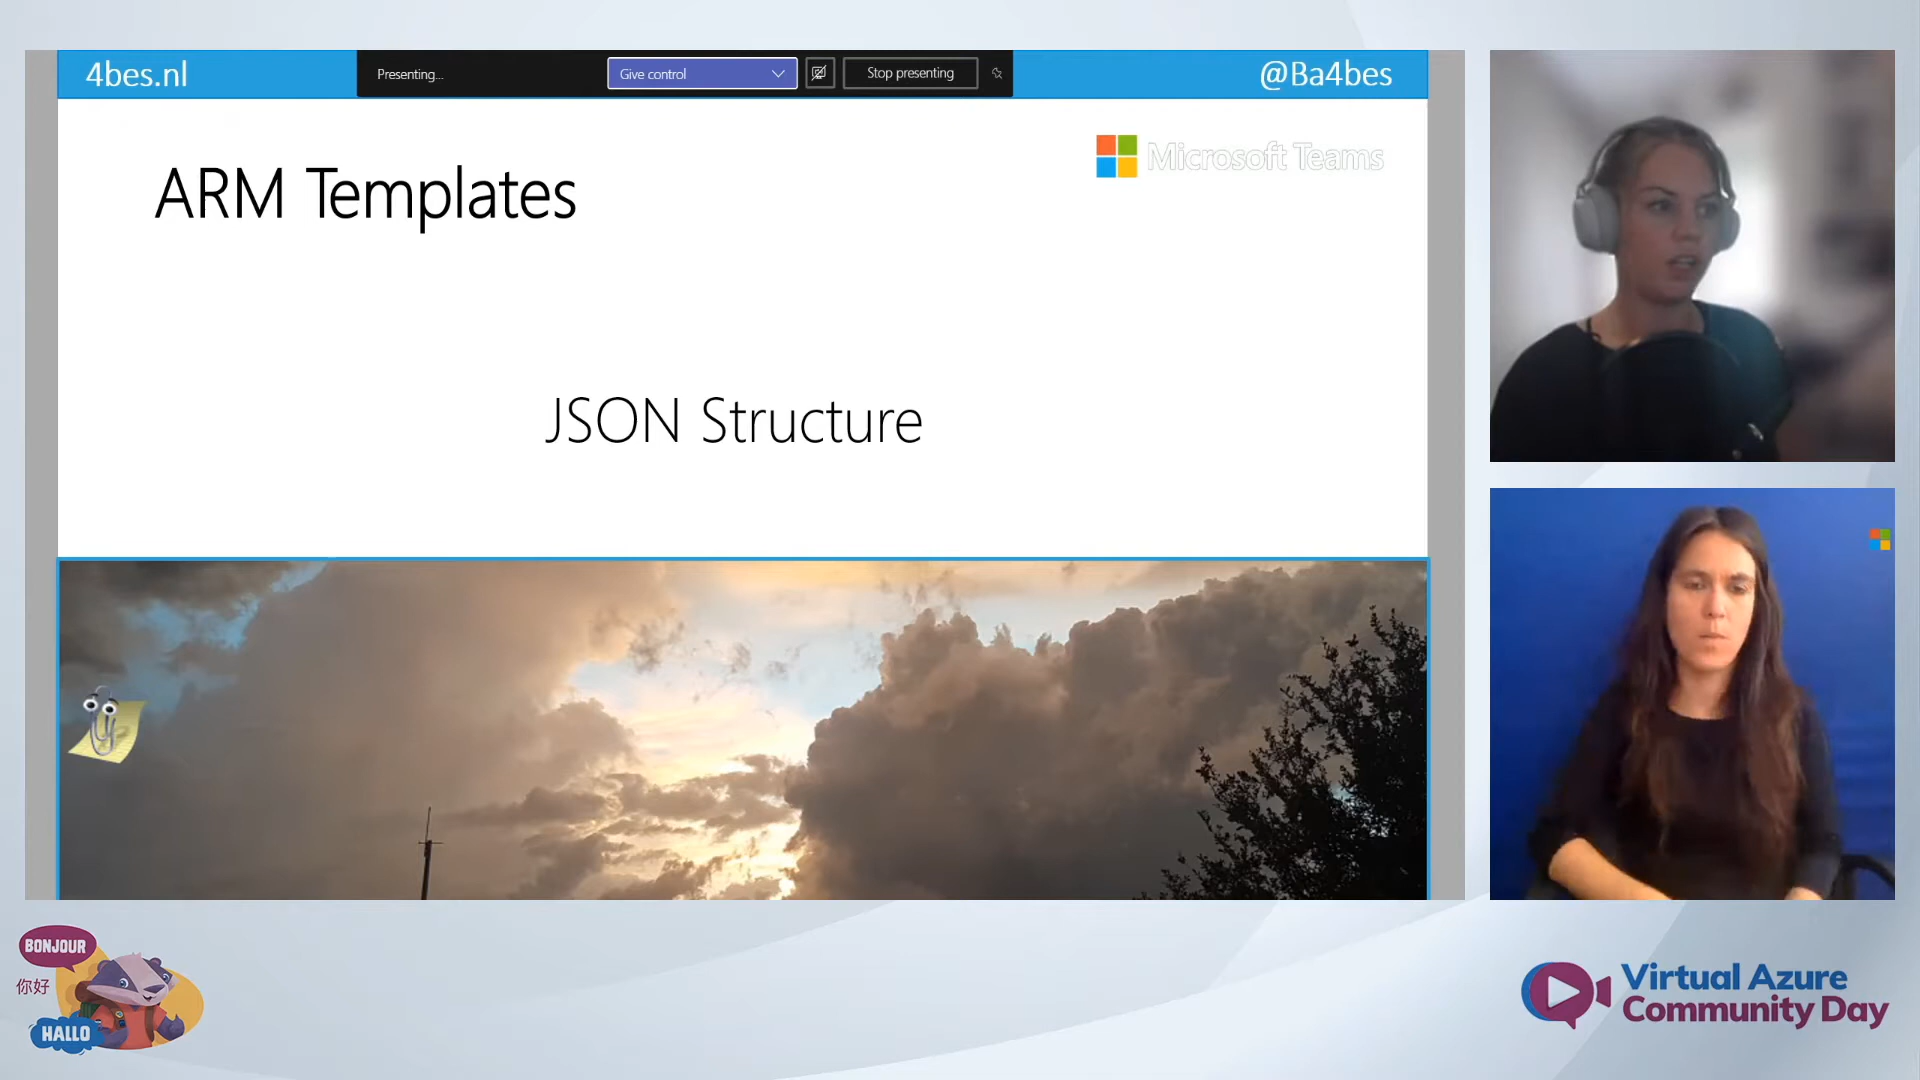 4bes.nl
Presenting...
Give control
Stop presenting
@Ba4bes
Microsoft Teams
ARM Templates
JSON Structure
BONJOUR
你好
HALLO
Virtual Azure
Community Day